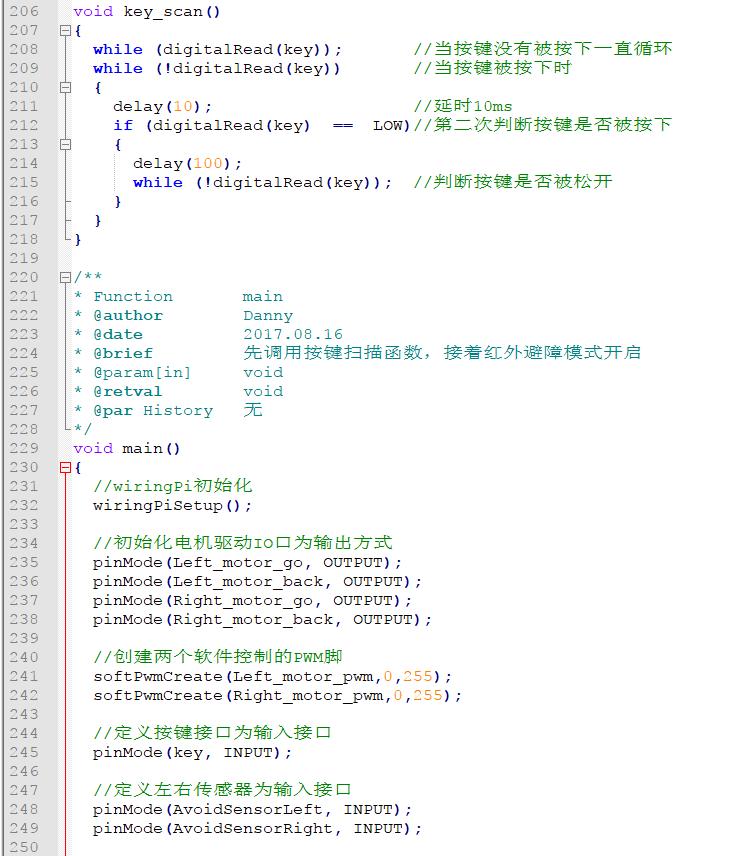 206 void key_scan()
207 {
208   while (digitalRead(key));       //当按键没有被按下一直循环
209   while (!digitalRead(key))       //当按键被按下时
210   {
211     delay(10);                    //延时10ms
212     if (digitalRead(key)  ==  LOW)//第二次判断按键是否被按下
213     {
214       delay(100);
215       while (!digitalRead(key));  //判断按键是否被松开
216     }
217   }
218 }
219
220 /**
221 * Function       main
222 * @author        Danny
223 * @date          2017.08.16
224 * @brief         先调用按键扫描函数，接着红外避障模式开启
225 * @param[in]     void
226 * @retval        void
227 * @par History   无
228 */
229 void main()
230 {
231   //wiringPi初始化
232   wiringPiSetup();
233
234   //初始化电机驱动IO口为输出方式
235   pinMode(Left_motor_go, OUTPUT);
236   pinMode(Left_motor_back, OUTPUT);
237   pinMode(Right_motor_go, OUTPUT);
238   pinMode(Right_motor_back, OUTPUT);
239
240   //创建两个软件控制的PWM脚
241   softPwmCreate(Left_motor_pwm,0,255);
242   softPwmCreate(Right_motor_pwm,0,255);
243
244   //定义按键接口为输入接口
245   pinMode(key, INPUT);
246
247   //定义左右传感器为输入接口
248   pinMode(AvoidSensorLeft, INPUT);
249   pinMode(AvoidSensorRight, INPUT);
250